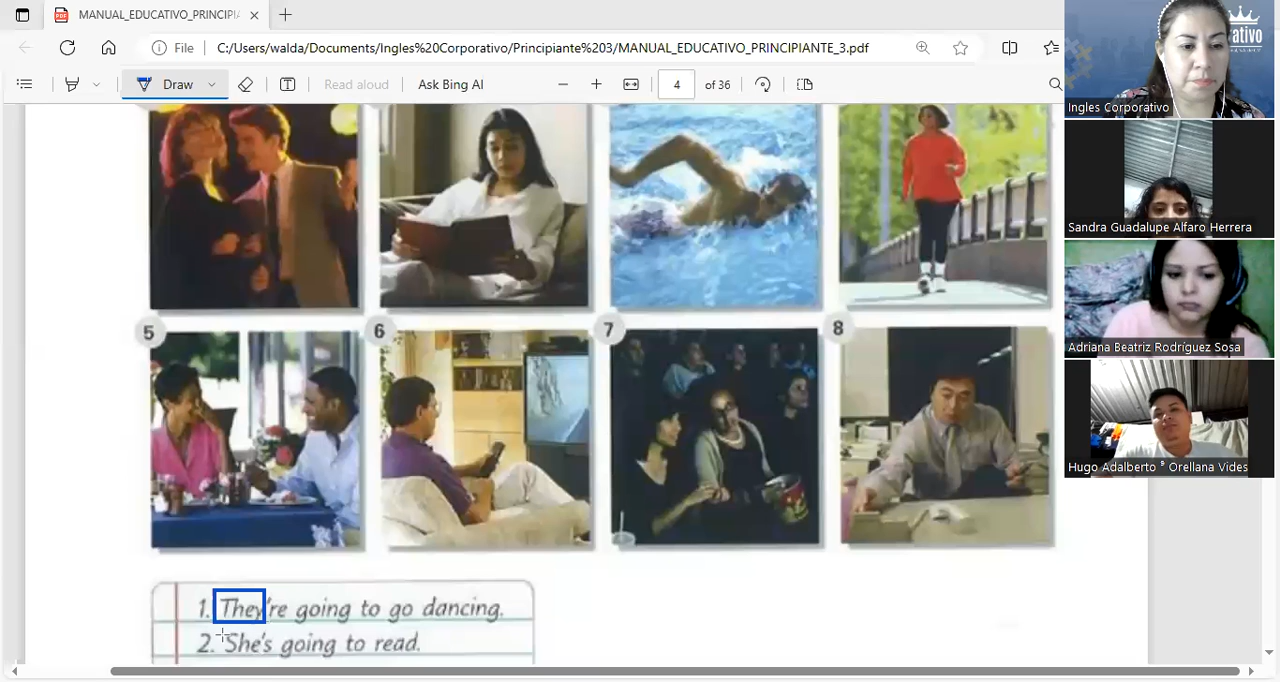 MANUAL_EDUCATIVO_PRINCIPIA
File
C:/Users/walda/Documents/Ingles%20Corporativo/Principiante%203/MANUAL_EDUCATIVO_PRINCIPIANTE_3.pdf
Draw
Read aloud
Ask Bing AI
4 of 36
ativo
Ingles Corporativo
Sandra Guadalupe Alfaro Herrera
Adriana Beatriz Rodríguez Sosa
Hugo Adalberto ° Orellana Vides
5
6
7
8
1. They're going to go dancing.
2. She's going to read.